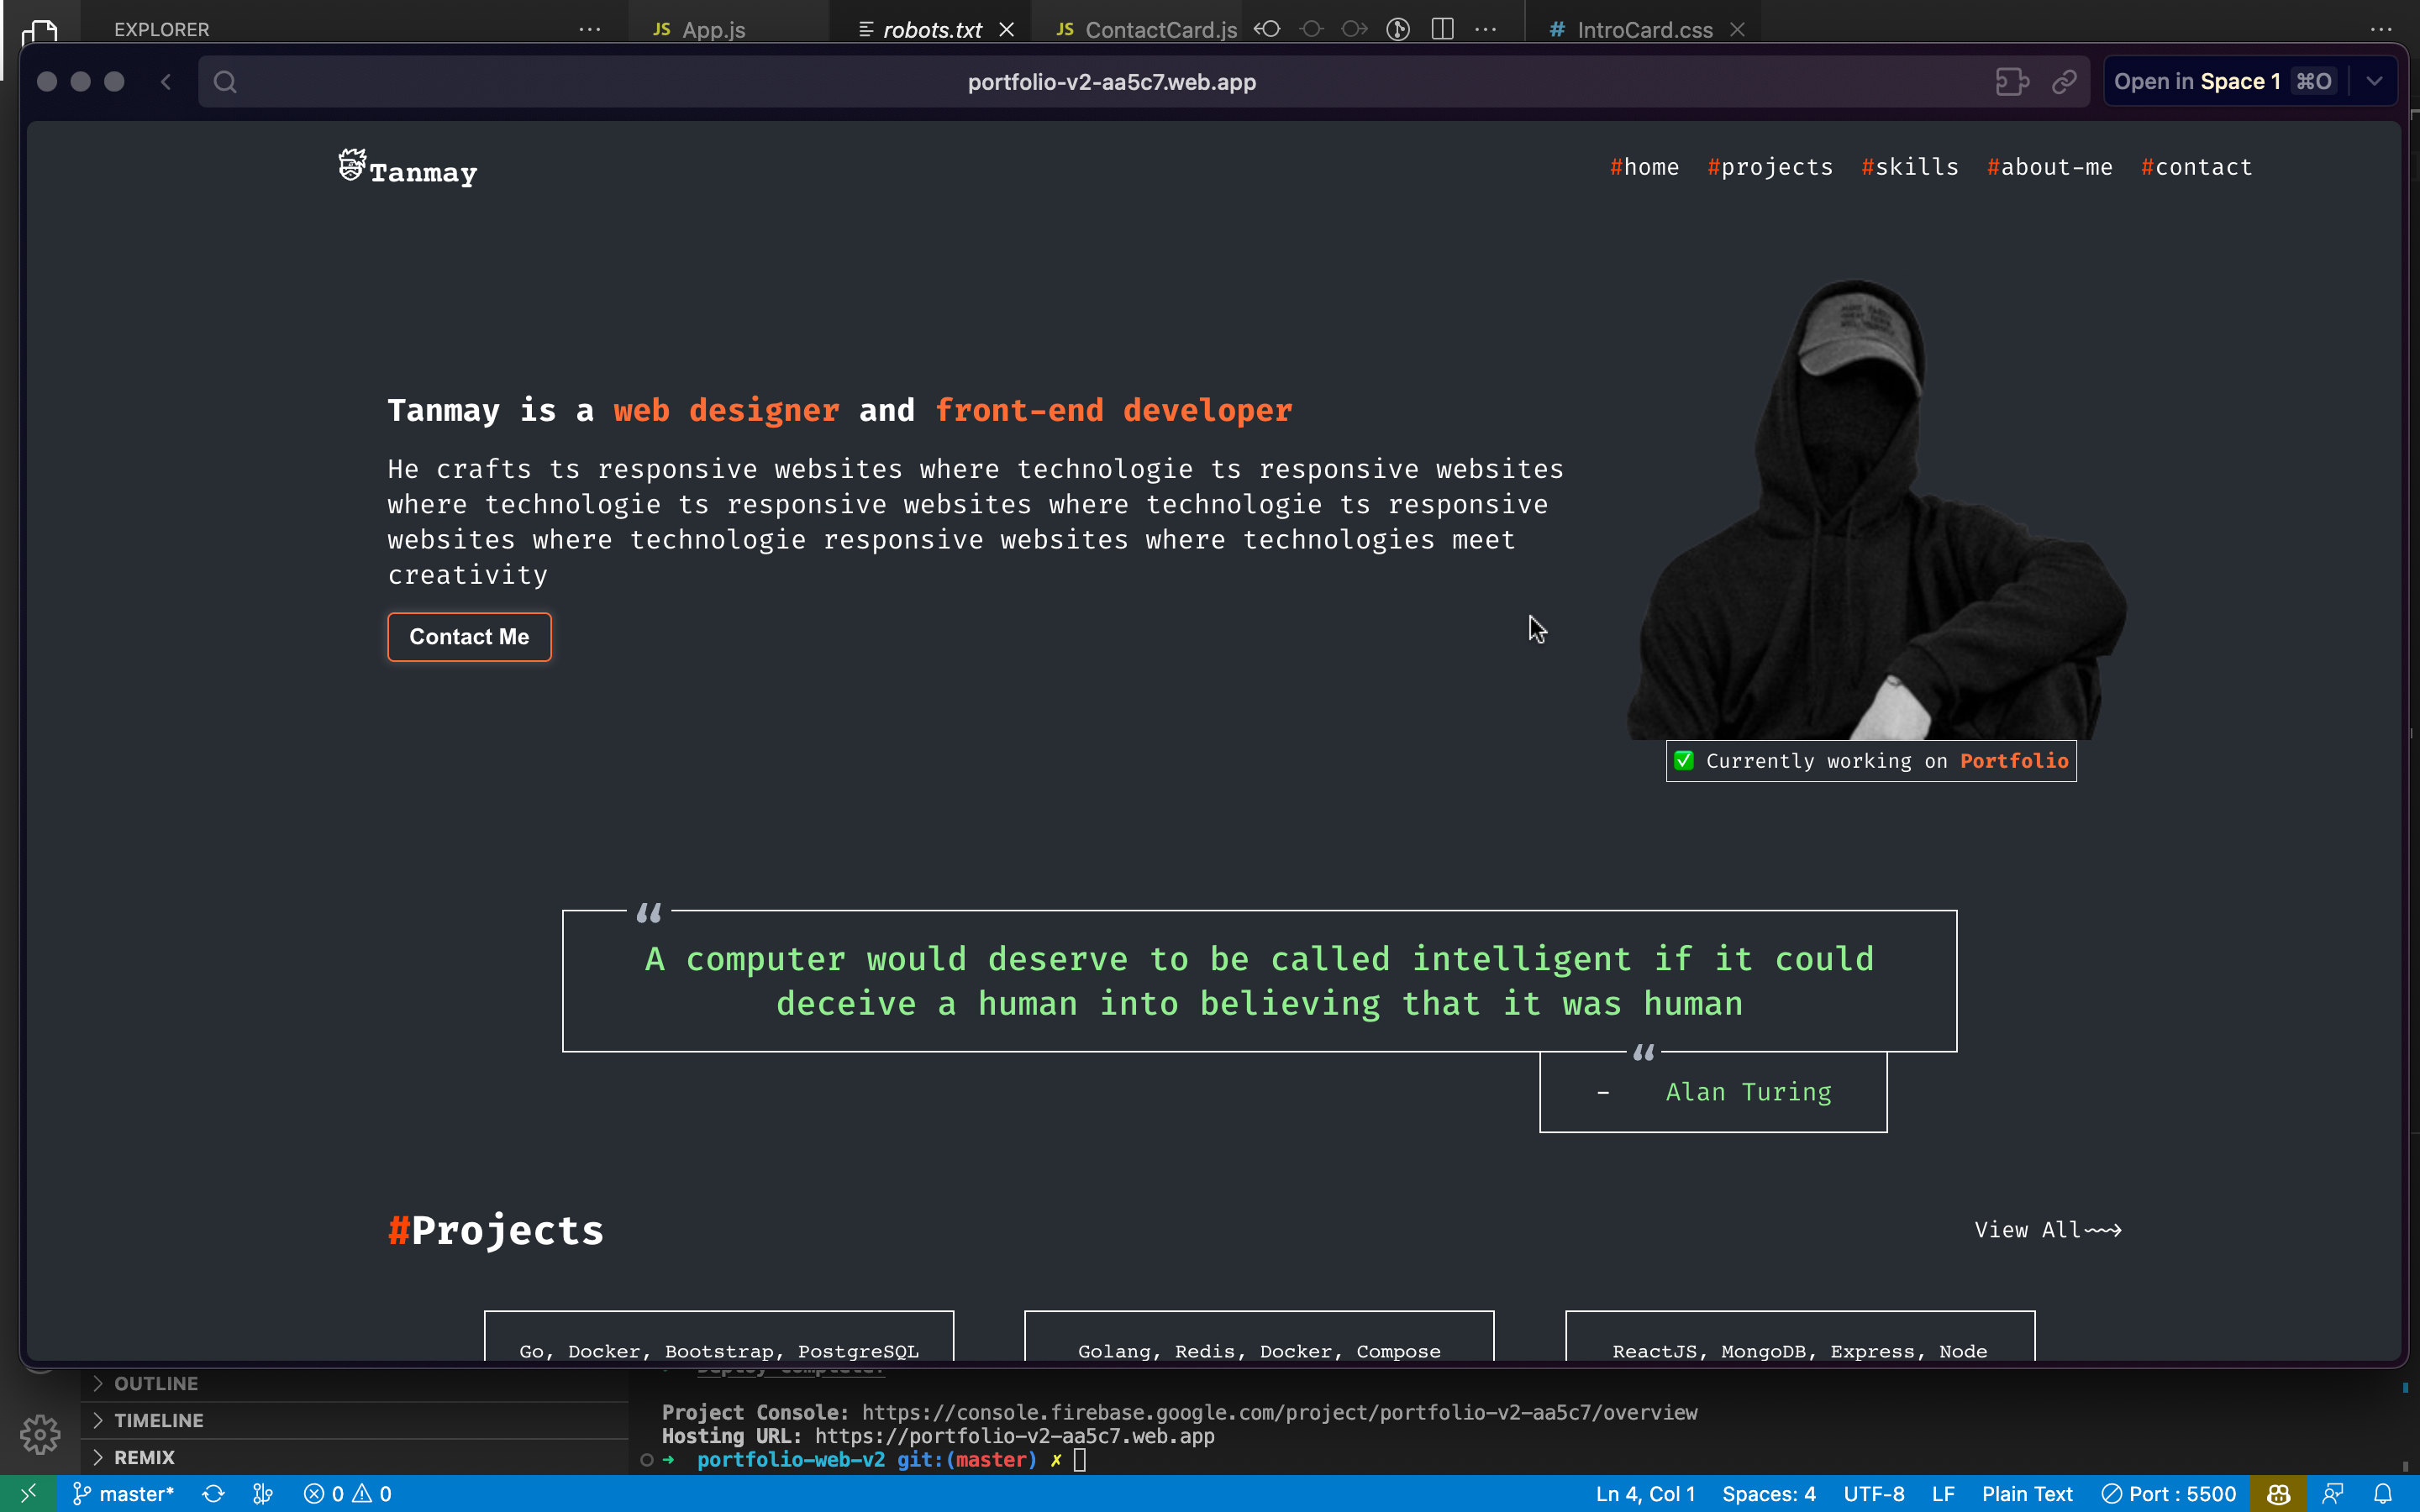 EXPLORER
App.js
robots.txt
ContactCard.js
IntroCard.css
portfolio-v2-aa5c7.web.app
Open in Space 1 ⌘O
Tanmay
#home #projects #skills #about-me #contact
Tanmay is a web designer and front-end developer
He crafts ts responsive websites where technologie ts responsive websites
where technologie ts responsive websites where technologie ts responsive
websites where technologie responsive websites where technologies meet
creativity
Contact Me
✅ Currently working on Portfolio
“
A computer would deserve to be called intelligent if it could
deceive a human into believing that it was human
“
- Alan Turing
#Projects
View All
Go, Docker, Bootstrap, PostgreSQL
Golang, Redis, Docker, Compose
ReactJS, MongoDB, Express, Node
OUTLINE
TIMELINE
REMIX
Project Console: https://console.firebase.google.com/project/portfolio-v2-aa5c7/overview
Hosting URL: https://portfolio-v2-aa5c7.web.app
➜ portfolio-web-v2 git:(master) ✗
master*
0 0
Ln 4, Col 1
Spaces: 4
UTF-8
LF
Plain Text
Port : 5500